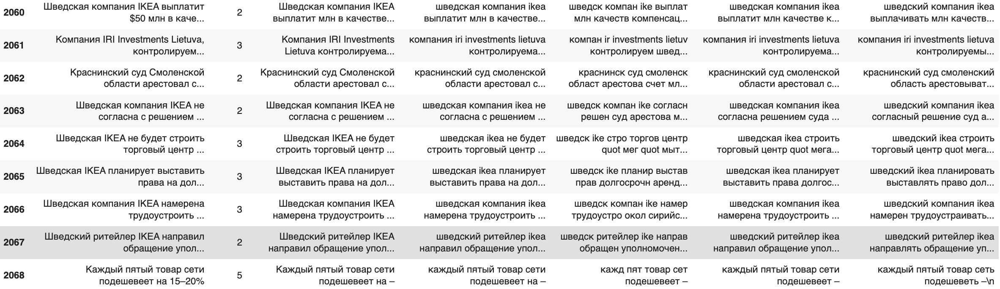 2060 Шведская компания IKEA выплатит $50 млн в каче... 2 Шведская компания IKEA выплатит млн в качестве... шведская компания ikea выплатит млн в качестве... шведск компан ike выплат млн качеств компенсац... шведская компания ikea выплатит млн качестве к... шведский компания ikea выплачивать млн качеств...
2061 Компания IRI Investments Lietuva, контролируем... 3 Компания IRI Investments Lietuva контролируема... компания iri investments lietuva контролируема... компан ir investments lietuv контролируем швед... компания iri investments lietuva контролируема... компания iri investments lietuva контролируемы...
2062 Краснинский суд Смоленской области арестовал с... 2 Краснинский суд Смоленской области арестовал с... краснинский суд смоленской области арестовал с... краснинск суд смоленск област арестова счет мл... краснинский суд смоленской области арестовал с... краснинский суд смоленский область арестовыват...
2063 Шведская компания IKEA не согласна с решением ... 2 Шведская компания IKEA не согласна с решением ... шведская компания ikea не согласна с решением ... шведск компан ike согласн решен суд арестова м... шведская компания ikea согласна решением суда ... шведский компания ikea согласный решение суд а...
2064 Шведская IKEA не будет строить торговый центр ... 3 Шведская IKEA не будет строить торговый центр ... шведская ikea не будет строить торговый центр ... шведск ike стро торгов центр quot мег quot мыт... шведская ikea строить торговый центр quot мега... шведский ikea строить торговый центр quot мега...
2065 Шведская IKEA планирует выставить права на дол... 3 Шведская IKEA планирует выставить права на дол... шведская ikea планирует выставить права на дол... шведск ike планир выстав прав долгосрочн аренд... шведская ikea планирует выставить права долгос... шведский ikea планировать выставлять право дол...
2066 Шведская компания IKEA намерена трудоустроить ... 3 Шведская компания IKEA намерена трудоустроить ... шведская компания ikea намерена трудоустроить ... шведск компан ike намер трудоустро окол сирийс... шведская компания ikea намерена трудоустроить ... шведский компания ikea намерен трудоустраивать...
2067 Шведский ритейлер IKEA направил обращение упол... 2 Шведский ритейлер IKEA направил обращение упол... шведский ритейлер ikea направил обращение упол... шведск ритейлер ike направ обращен уполномочен... шведский ритейлер ikea направил обращение упол... шведский ритейлер ikea направлять обращение уп...
2068 Каждый пятый товар сети подешевеет на 15–20% 5 Каждый пятый товар сети подешевеет на – каждый пятый товар сети подешевеет на – кажд пят товар сет подешевеет – каждый пятый товар сети подешевеет – каждый пятый товар сеть подешеветь –\n